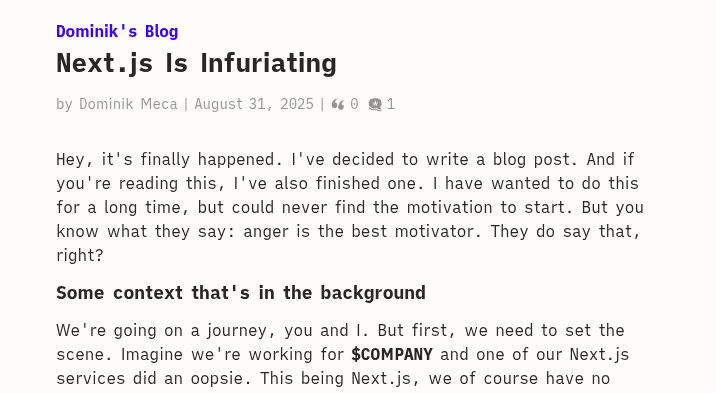 Dominik's Blog
Next.js Is Infuriating
by Dominik Meca | August 31, 2025 | 0 1
Hey, it's finally happened. I've decided to write a blog post. And if
you're reading this, I've also finished one. I have wanted to do this
for a long time, but could never find the motivation to start. But you
know what they say: anger is the best motivator. They do say that,
right?
Some context that's in the background
We're going on a journey, you and I. But first, we need to set the
scene. Imagine we're working for $COMPANY and one of our Next.js
services did an oopsie. This being Next.js, we of course have no